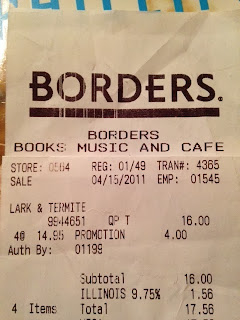 BORDERS®
BORDERS
BOOKS MUSIC AND CAFE
STORE: 0564 REG: 01/49 TRAN#: 4365
SALE 04/15/2011 EMP: 01545
LARK & TERMITE
9944651 QP T 16.00
4@ 14.95 PROMOTION 4.00
Auth By: 01199
Subtotal 16.00
ILLINOIS 9.75% 1.56
4 Items Total 17.56